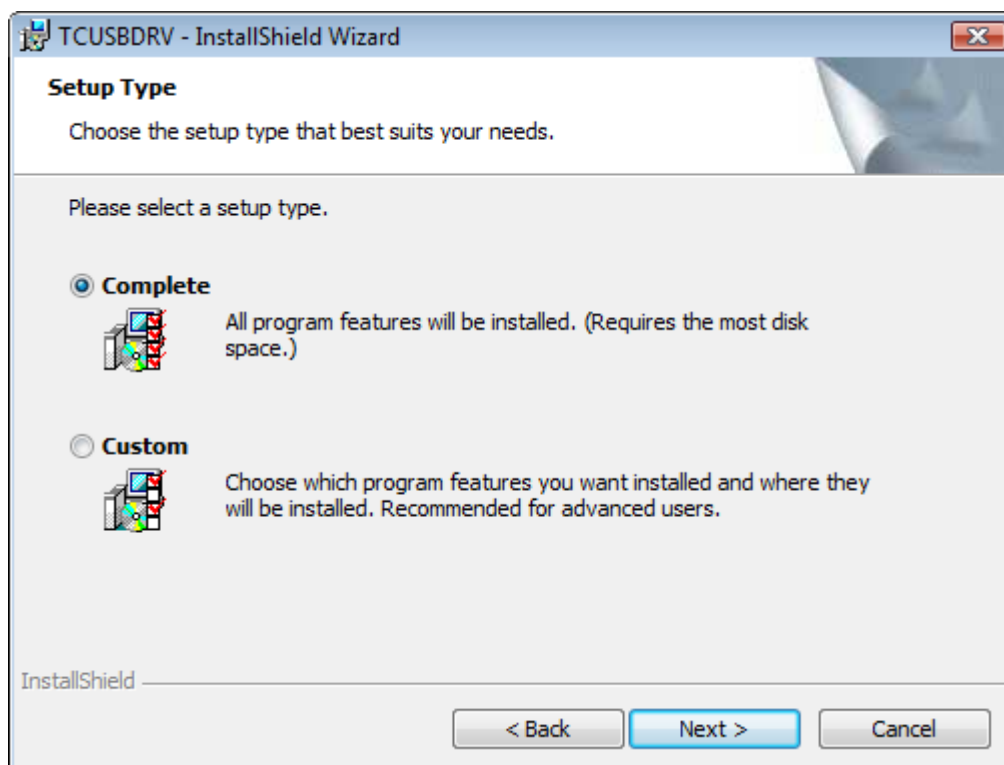 TCUSBDRV - InstallShield Wizard
Setup Type
Choose the setup type that best suits your needs.
Please select a setup type.
Complete
All program features will be installed. (Requires the most disk
space.)
Custom
Choose which program features you want installed and where they
will be installed. Recommended for advanced users.
InstallShield
< Back
Next >
Cancel